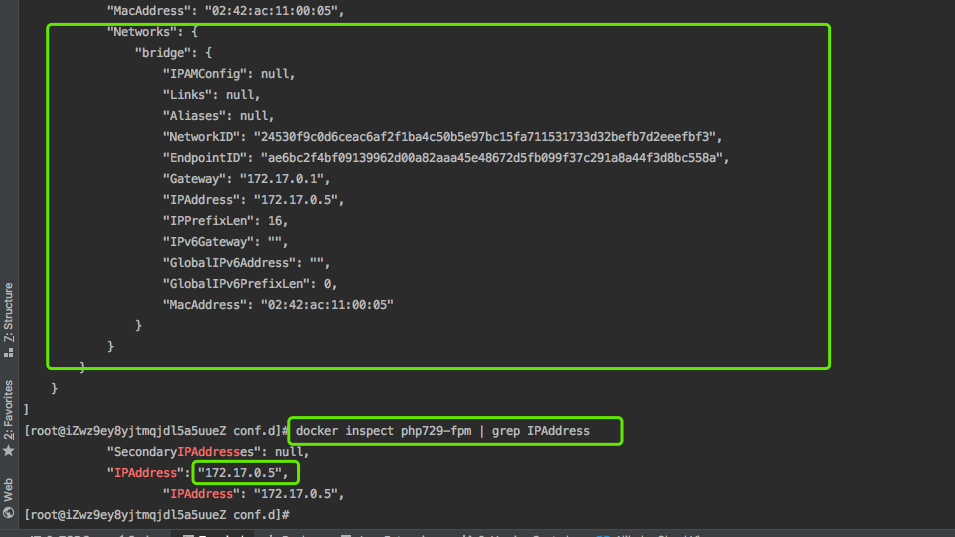 "MacAddress": "02:42:ac:11:00:05",
"Networks": {
"bridge": {
"IPAMConfig": null,
"Links": null,
"Aliases": null,
"NetworkID": "24530f9c0d6ceac6af2f1ba4c50b5e97bc15fa711531733d32befb7d2eeefbf3",
"EndpointID": "ae6bc2f4bf09139962d00a82aaa45e48672d5fb099f37c291a8a44f3d8bc558a",
"Gateway": "172.17.0.1",
"IPAddress": "172.17.0.5",
"IPPrefixLen": 16,
"IPv6Gateway": "",
"GlobalIPv6Address": "",
"GlobalIPv6PrefixLen": 0,
"MacAddress": "02:42:ac:11:00:05"
}
}
}
}
]
[root@iZwz9ey8yjtmqjdl5a5uueZ conf.d]# docker inspect php729-fpm | grep IPAddress
"SecondaryIPAddresses": null,
"IPAddress": "172.17.0.5",
"IPAddress": "172.17.0.5",
[root@iZwz9ey8yjtmqjdl5a5uueZ conf.d]#
7: Structure
2: Favorites
Web